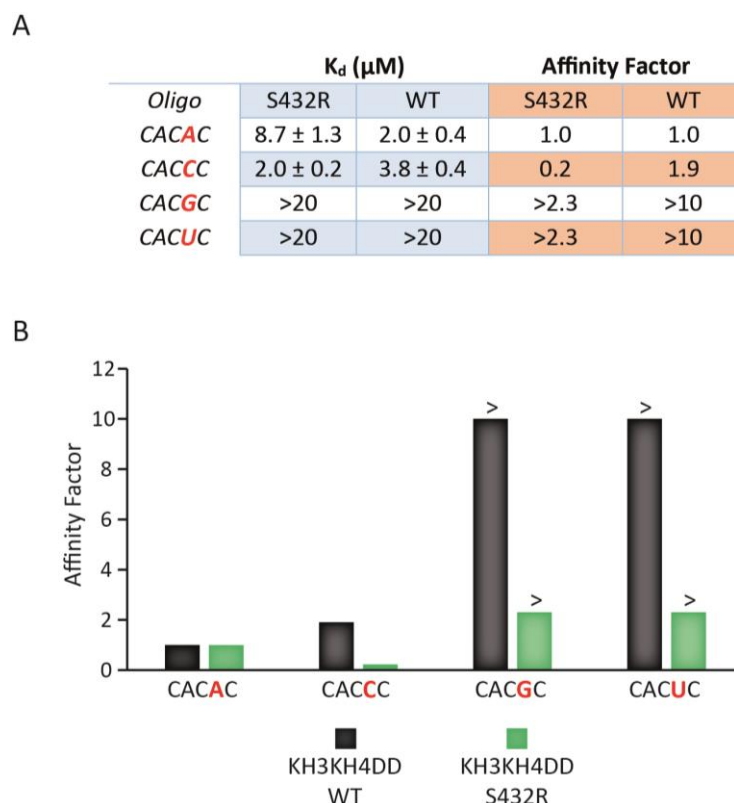 A
K_d (µM) Affinity Factor
Oligo S432R WT S432R WT
CACAC 8.7 ± 1.3 2.0 ± 0.4 1.0 1.0
CACCC 2.0 ± 0.2 3.8 ± 0.4 0.2 1.9
CACGC >20 >20 >2.3 >10
CACUC >20 >20 >2.3 >10
B
Affinity Factor
12
10
8
6
4
2
0
> >
> >
CACAC CACCC CACGC CACUC
KH3KH4DD KH3KH4DD
WT S432R